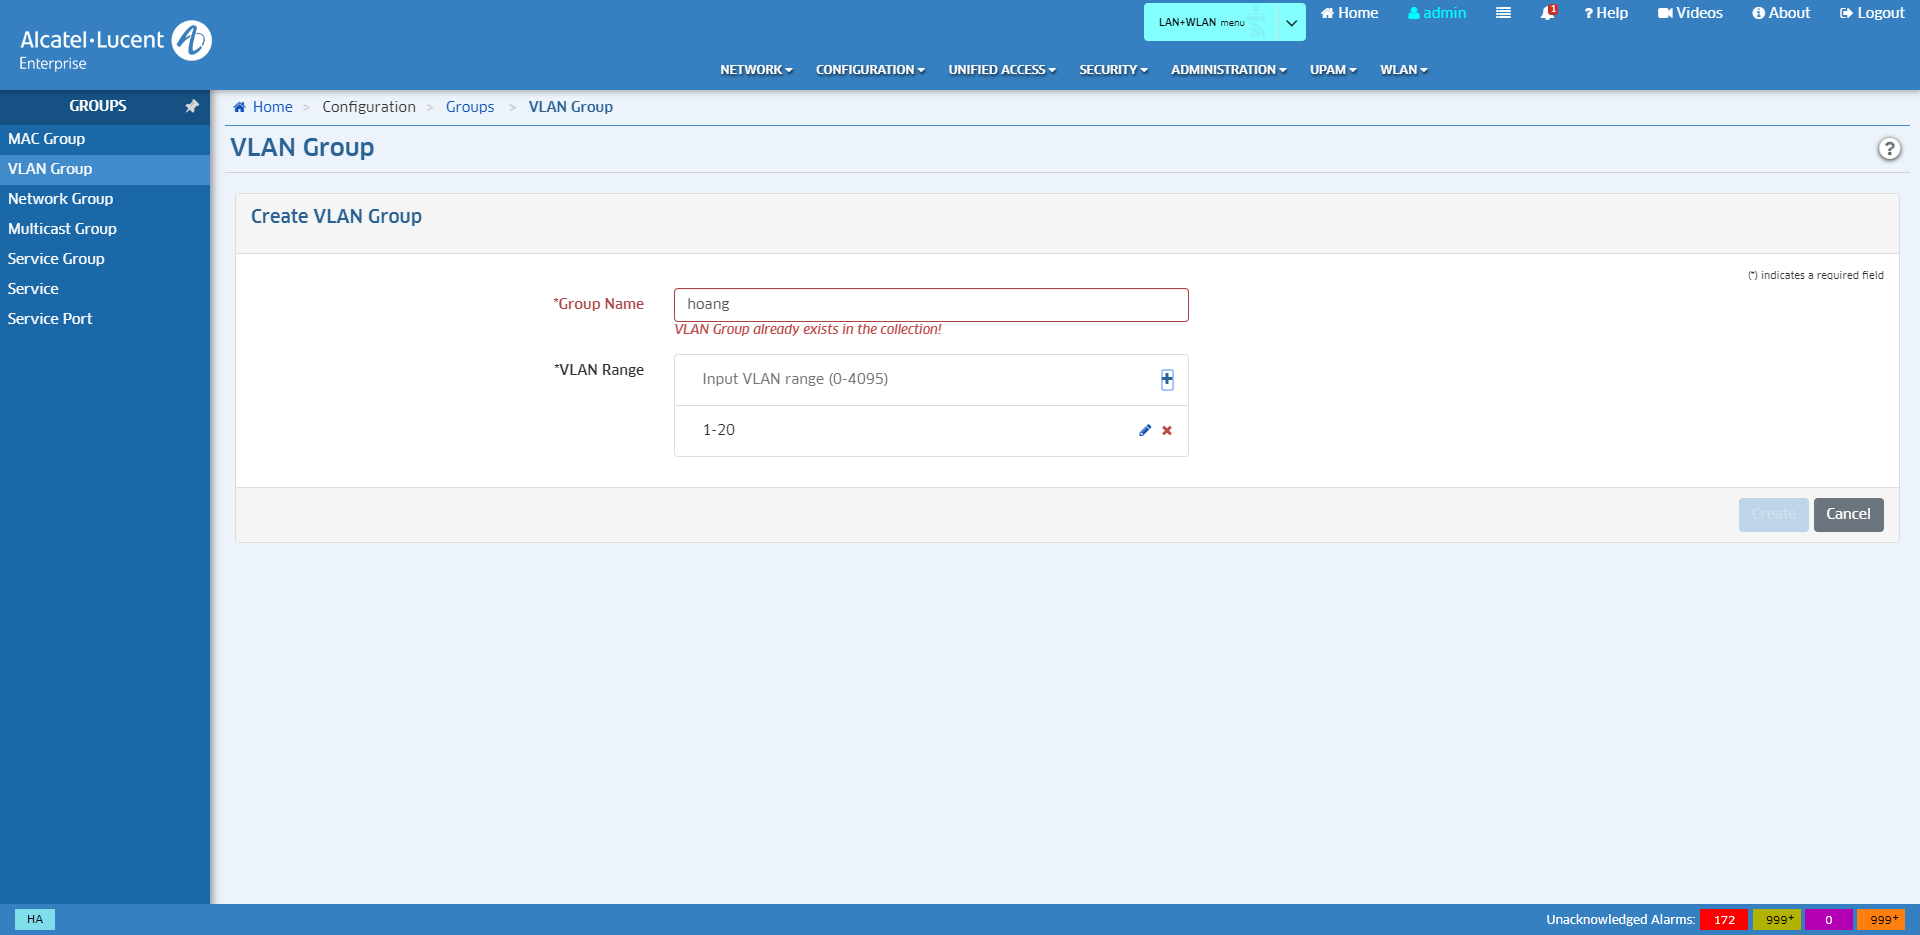 LAN+WLAN menu
Home
admin
1
? Help
Videos
About
Logout
Alcatel·Lucent
Enterprise
NETWORK
CONFIGURATION
UNIFIED ACCESS
SECURITY
ADMINISTRATION
UPAM
WLAN
GROUPS
MAC Group
VLAN Group
Network Group
Multicast Group
Service Group
Service
Service Port
Home > Configuration > Groups > VLAN Group
VLAN Group
?
Create VLAN Group
(*) indicates a required field
*Group Name
hoang
VLAN Group already exists in the collection!
*VLAN Range
Input VLAN range (0-4095)
1-20
Create
Cancel
HA
Unacknowledged Alarms: 172 999+ 0 999+